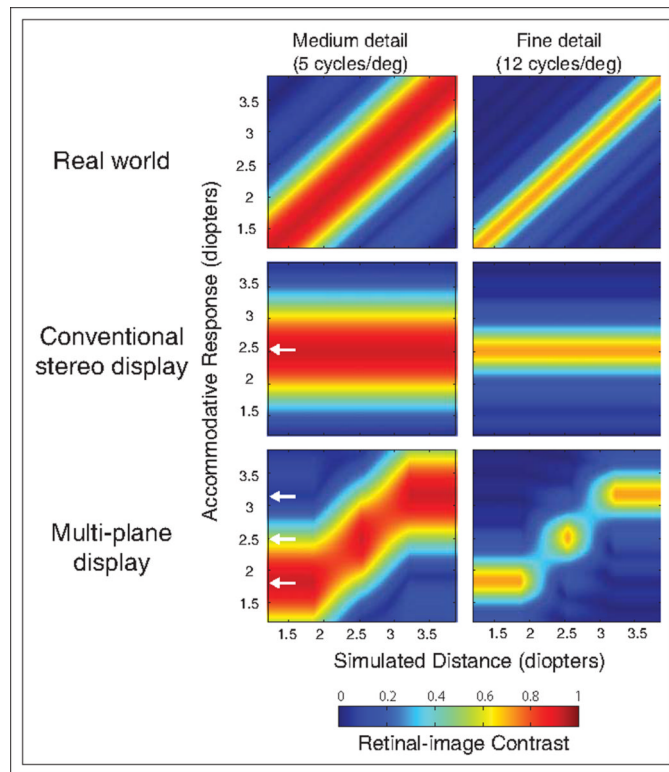 Medium detail
(5 cycles/deg)
Fine detail
(12 cycles/deg)
Real world
Conventional
stereo display
Multi-plane
display
Accommodative Response (diopters)
3.5
3
2.5
2
1.5
3.5
3
2.5
2
1.5
3.5
3
2.5
2
1.5
1.5 2 2.5 3 3.5
1.5 2 2.5 3 3.5
Simulated Distance (diopters)
0 0.2 0.4 0.6 0.8 1
Retinal-image Contrast